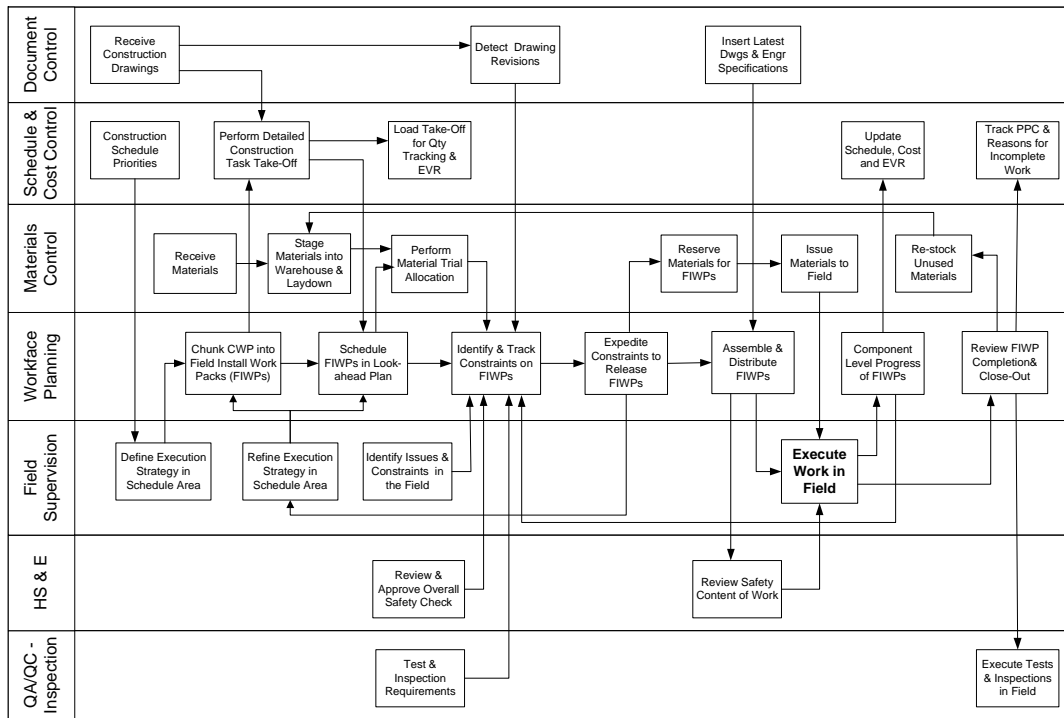 Document
Control
Receive
Construction
Drawings
Detect Drawing
Revisions
Insert Latest
Dwgs & Engr
Specifications
Schedule &
Cost Control
Construction
Schedule
Priorities
Perform Detailed
Construction
Task Take-Off
Load Take-Off
for Qty
Tracking &
EVR
Update
Schedule, Cost
and EVR
Track PPC &
Reasons for
Incomplete
Work
Materials
Control
Receive
Materials
Stage
Materials into
Warehouse &
Laydown
Perform
Material Trial
Allocation
Reserve
Materials for
FIWPs
Issue
Materials to
Field
Re-stock
Unused
Materials
Workface
Planning
Chunk CWP into
Field Install Work
Packs (FIWPs)
Schedule
FIWPs in Look-
ahead Plan
Identify & Track
Constraints on
FIWPs
Expedite
Constraints to
Release FIWPs
Assemble &
Distribute
FIWPs
Component
Level Progress
of FIWPs
Review FIWP
Completion&
Close-Out
Field
Supervision
Define Execution
Strategy in
Schedule Area
Refine Execution
Strategy in
Schedule Area
Identify Issues &
Constraints in
the Field
Execute
Work in
Field
HS & E
Review &
Approve Overall
Safety Check
Review Safety
Content of Work
QA/QC -
Inspection
Test &
Inspection
Requirements
Execute Tests
& Inspections
in Field